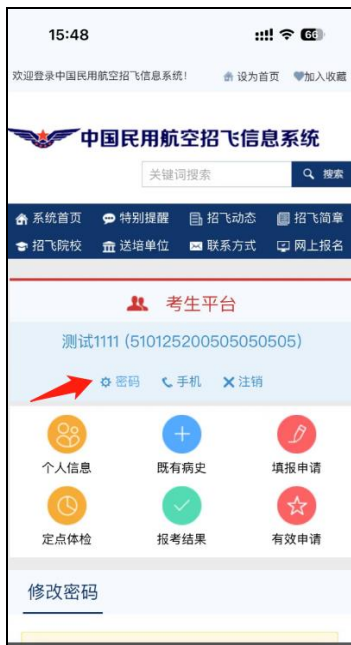 15:48
66
欢迎登录中国民用航空招飞信息系统! 设为首页 加入收藏
中国民用航空招飞信息系统
关键词搜索 搜索
系统首页 特别提醒 招飞动态 招飞简章
招飞院校 送培单位 联系方式 网上报名
考生平台
测试1111 (510125200505050505)
密码 手机 注销
个人信息 既有病史 填报申请
定点体检 报考结果 有效申请
修改密码